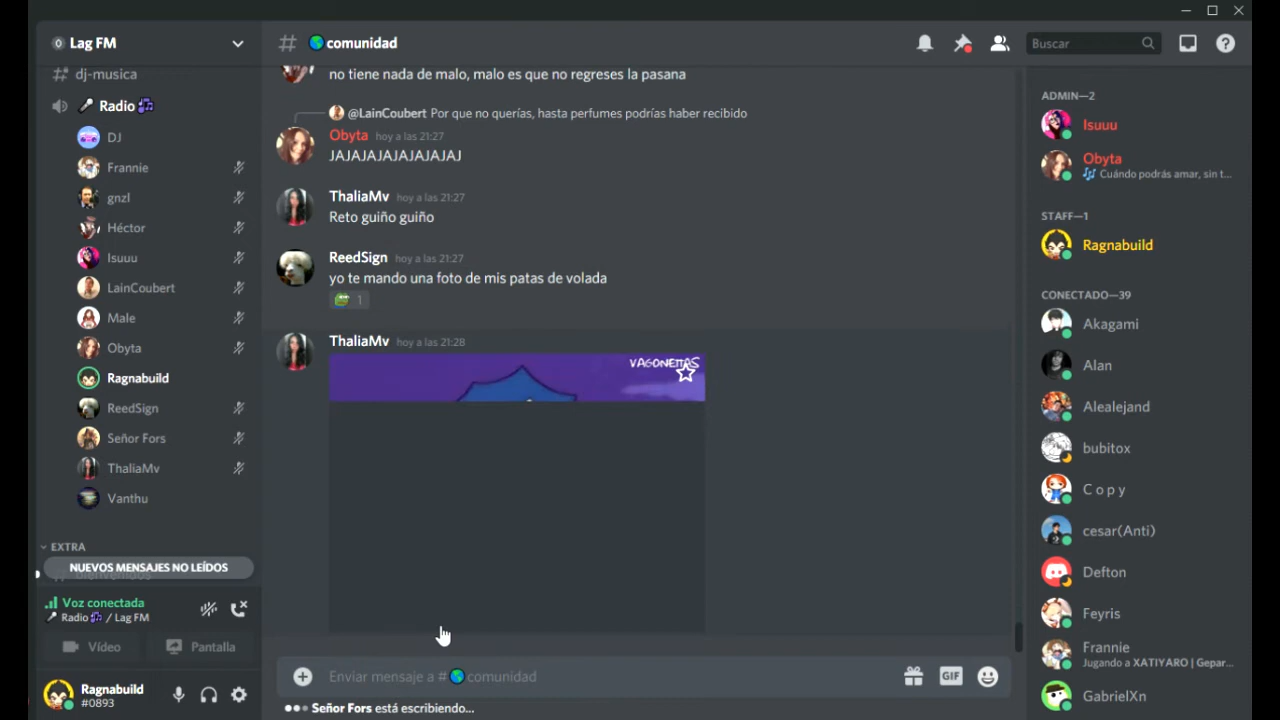 Lag FM
comunidad
Buscar
dj-musica
Radio
DJ
Frannie
gnzl
Héctor
Isuuu
LainCoubert
Male
Obyta
Ragnabuild
ReedSign
Señor Fors
ThaliaMv
Vanthu
EXTRA
NUEVOS MENSAJES NO LEÍDOS
Voz conectada
Radio / Lag FM
Vídeo
Pantalla
Ragnabuild
#0893
no tiene nada de malo, malo es que no regreses la pasana
@LainCoubert Por que no querías, hasta perfumes podrías haber recibido
Obyta hoy a las 21:27
JAJAJAJAJAJAJAJAJ
ThaliaMv hoy a las 21:27
Reto guiño guiño
ReedSign hoy a las 21:27
yo te mando una foto de mis patas de volada
1
ThaliaMv hoy a las 21:28
VAGONETTAS
Enviar mensaje a # comunidad
GIF
Señor Fors está escribiendo...
ADMIN—2
Isuuu
Obyta
Cuándo podrás amar, sin t...
STAFF—1
Ragnabuild
CONECTADO—39
Akagami
Alan
Alealejand
bubitox
C o p y
cesar(Anti)
Defton
Feyris
Frannie
Jugando a XATIYARO | Gepar...
GabrielXn